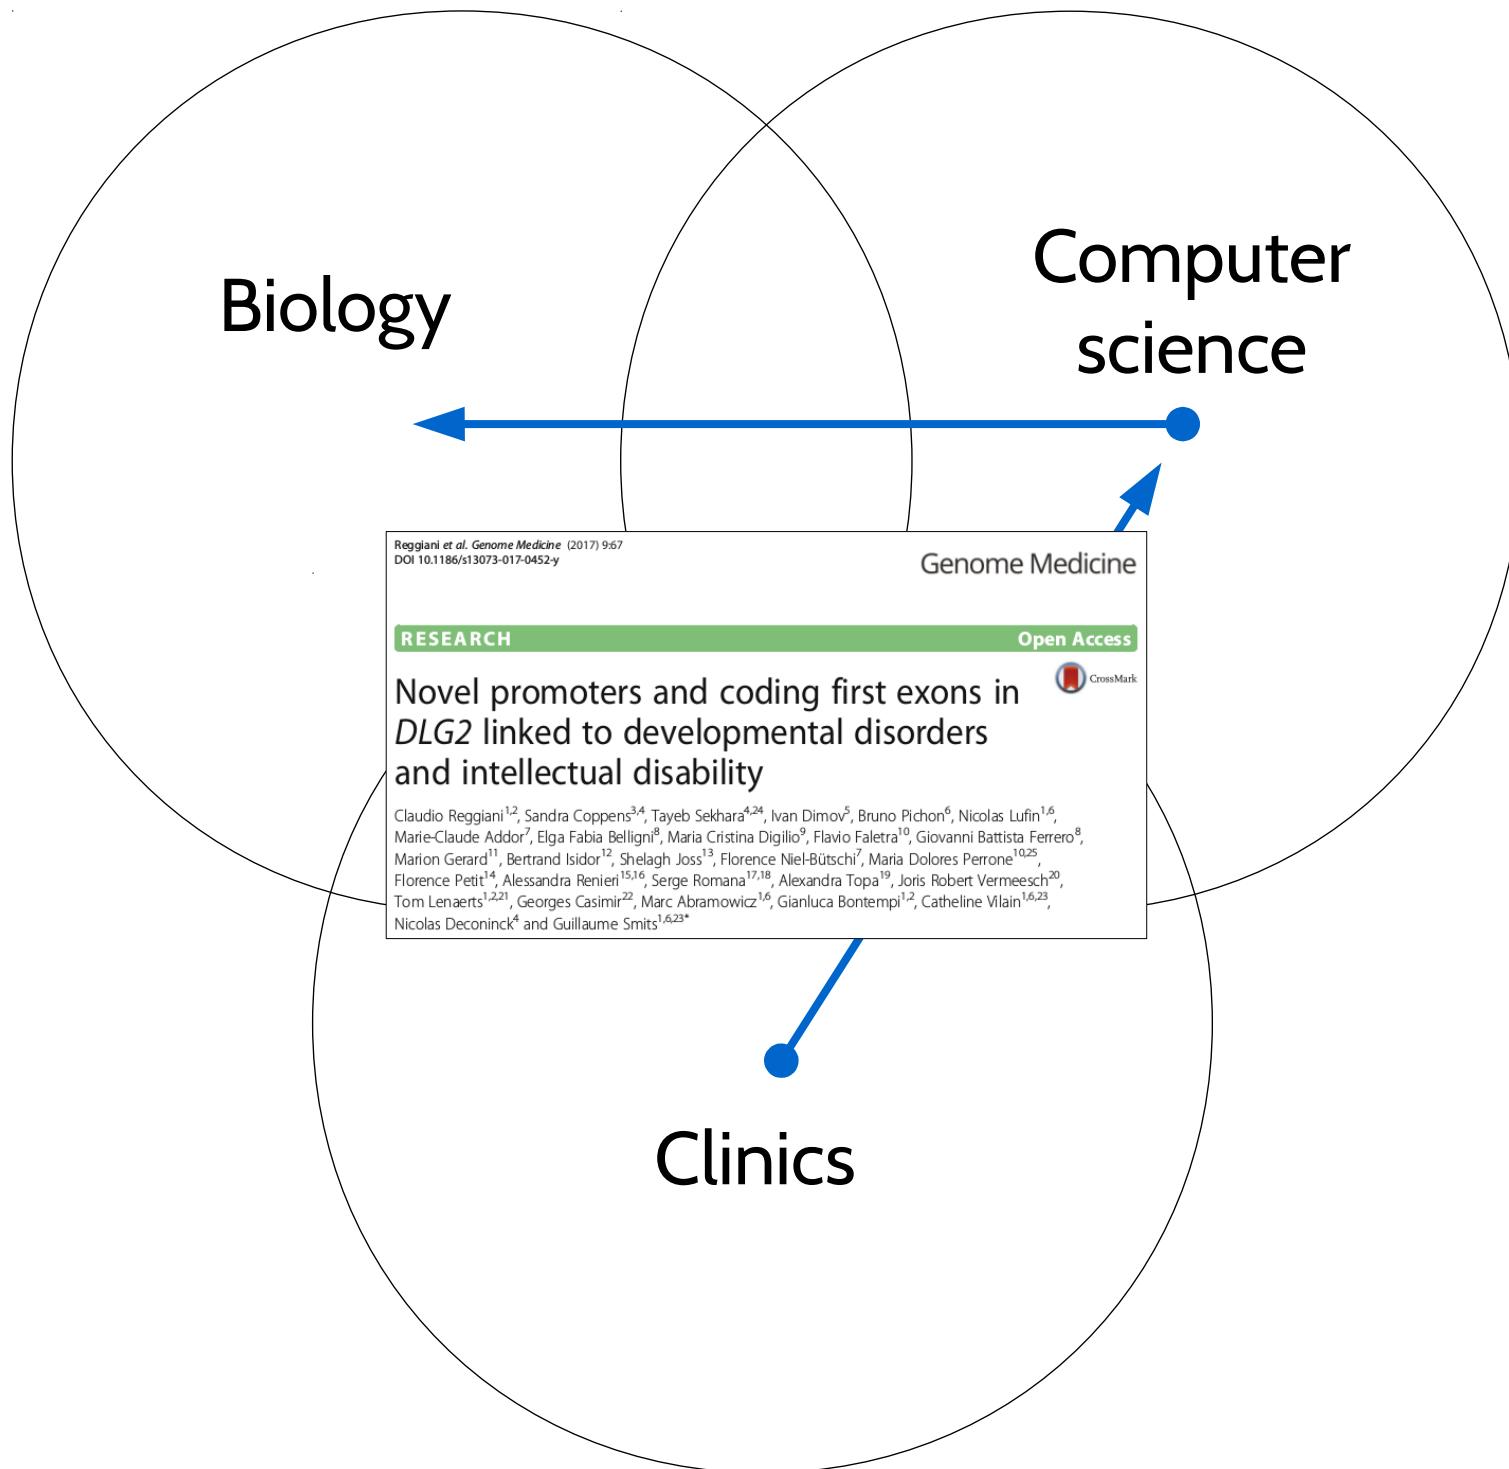 Biology
Computer
science
Reggiani et al. Genome Medicine (2017) 9:67
DOI 10.1186/s13073-017-0452-y
Genome Medicine
RESEARCH
Open Access
CrossMark
Novel promoters and coding first exons in
DLG2 linked to developmental disorders
and intellectual disability
Claudio Reggiani1,2, Sandra Coppens3,4, Tayeb Sekhara4,24, Ivan Dimov5, Bruno Pichon6, Nicolas Lufin1,6,
Marie-Claude Addor7, Elga Fabia Belligni8, Maria Cristina Digilio9, Flavio Faletra10, Giovanni Battista Ferrero8,
Marion Gerard11, Bertrand Isidor12, Shelagh Joss13, Florence Niel-Bütschi7, Maria Dolores Perrone10,25,
Florence Petit14, Alessandra Renieri15,16, Serge Romana17,18, Alexandra Topa19, Joris Robert Vermeesch20,
Tom Lenaerts1,2,21, Georges Casimir22, Marc Abramowicz1,6, Gianluca Bontempi1,2, Catheline Vilain1,6,23,
Nicolas Deconinck4 and Guillaume Smits1,6,23*
Clinics